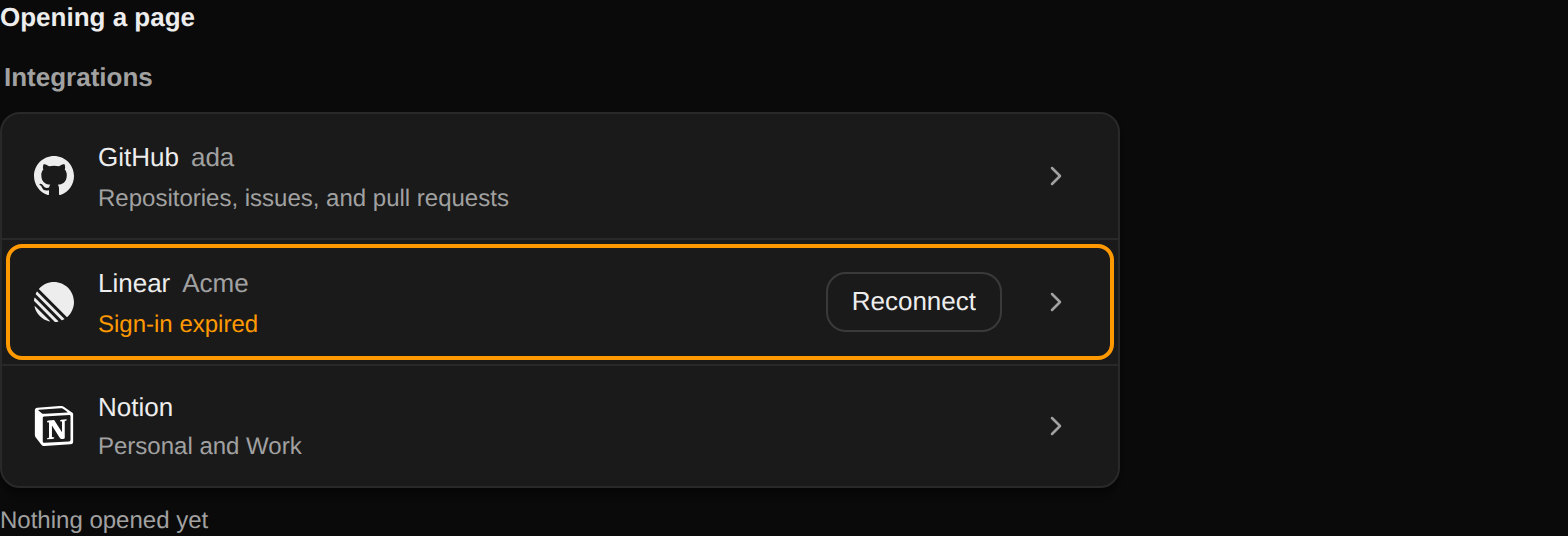 Opening a page
Integrations
GitHub ada
Repositories, issues, and pull requests
Linear Acme
Sign-in expired
Reconnect
Notion
Personal and Work
Nothing opened yet